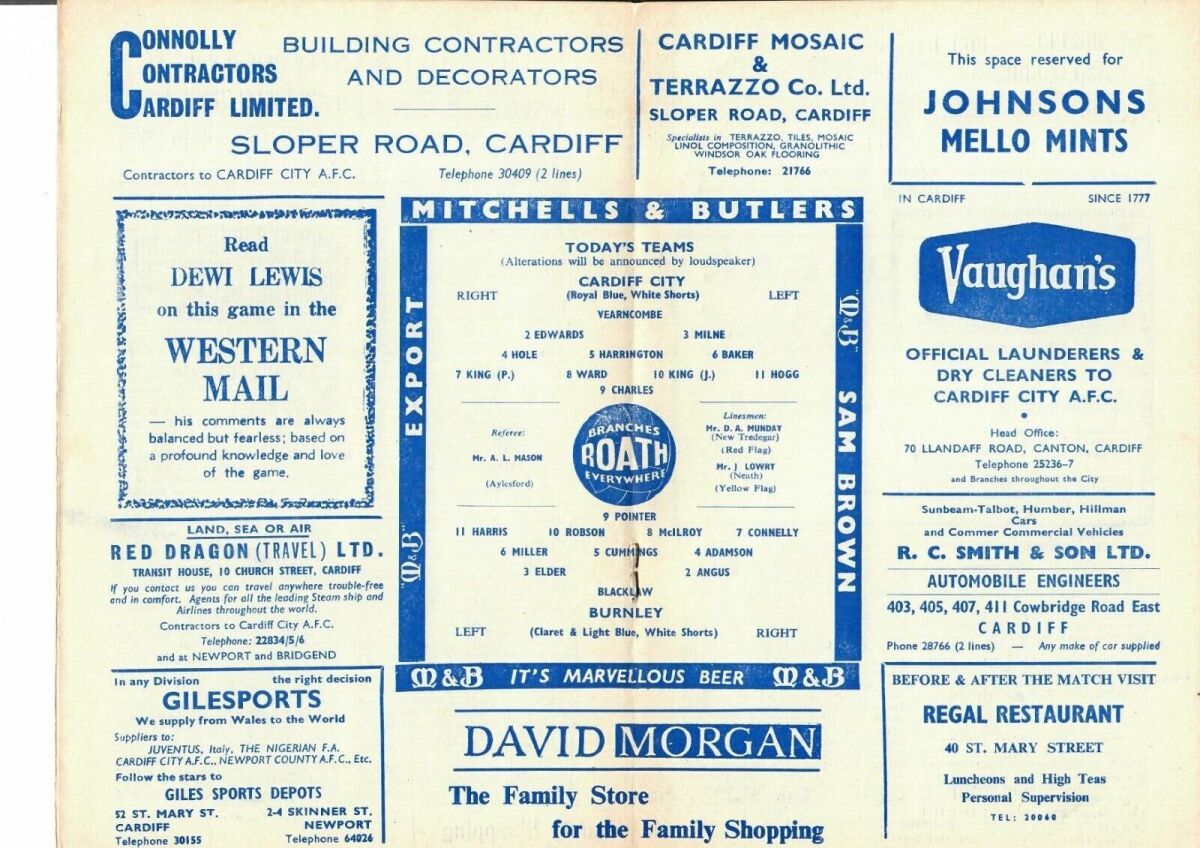 CONNOLLY
CONTRACTORS
CARDIFF LIMITED.
BUILDING CONTRACTORS
AND DECORATORS
SLOPER ROAD, CARDIFF
Contractors to CARDIFF CITY A.F.C.
Telephone 30409 (2 lines)
CARDIFF MOSAIC
&
TERRAZZO Co. Ltd.
SLOPER ROAD, CARDIFF
Specialists in TERRAZZO, TILES, MOSAIC
LINOL COMPOSITION, GRANOLITHIC
WINDSOR OAK FLOORING
Telephone: 21766
This space reserved for
JOHNSONS
MELLO MINTS
Read
DEWI LEWIS
on this game in the
WESTERN
MAIL
— his comments are always
balanced but fearless; based on
a profound knowledge and love
of the game.
LAND, SEA OR AIR
RED DRAGON (TRAVEL) LTD.
TRANSIT HOUSE, 10 CHURCH STREET, CARDIFF
If you contact us you can travel anywhere trouble-free
and in comfort. Agents for all the leading Steam ship and
Airlines throughout the world.
Contractors to Cardiff City A.F.C.
Telephone: 22834/5/6
and at NEWPORT and BRIDGEND
In any Division the right decision
GILESPORTS
We supply from Wales to the World
Suppliers to:
JUVENTUS, Italy, THE NIGERIAN F.A.
CARDIFF CITY A.F.C., NEWPORT COUNTY A.F.C., Etc.
Follow the stars to
GILES SPORTS DEPOTS
52 ST. MARY ST. 2-4 SKINNER ST.
CARDIFF NEWPORT
Telephone 30155 Telephone 64026
MITCHELLS & BUTLERS
EXPORT
"M&B"
"M&B"
SAM BROWN
TODAY'S TEAMS
(Alterations will be announced by loudspeaker)
CARDIFF CITY
RIGHT (Royal Blue, White Shorts) LEFT
VEARNCOMBE
2 EDWARDS 3 MILNE
4 HOLE 5 HARRINGTON 6 BAKER
7 KING (P.) 8 WARD 10 KING (J.) 11 HOGG
9 CHARLES
Referee:
Mr. A. L. MASON
(Aylesford)
BRANCHES
ROATH
EVERYWHERE
Linesmen:
Mr. D. A. MUNDAY
(New Tredegar)
(Red Flag)
Mr. J LOWRY
(Neath)
(Yellow Flag)
9 POINTER
11 HARRIS 10 ROBSON 8 McILROY 7 CONNELLY
6 MILLER 5 CUMMINGS 4 ADAMSON
3 ELDER 2 ANGUS
BLACKLAW
BURNLEY
LEFT (Claret & Light Blue, White Shorts) RIGHT
M&B IT'S MARVELLOUS BEER M&B
DAVID MORGAN
The Family Store
for the Family Shopping
IN CARDIFF SINCE 1777
Vaughan's
OFFICIAL LAUNDERERS &
DRY CLEANERS TO
CARDIFF CITY A.F.C.
•
Head Office:
70 LLANDAFF ROAD, CANTON, CARDIFF
Telephone 25236-7
and Branches throughout the City
Sunbeam-Talbot, Humber, Hillman
Cars
and Commer Commercial Vehicles
R. C. SMITH & SON LTD.
AUTOMOBILE ENGINEERS
403, 405, 407, 411 Cowbridge Road East
CARDIFF
Phone 28766 (2 lines) — Any make of car supplied
BEFORE & AFTER THE MATCH VISIT
REGAL RESTAURANT
40 ST. MARY STREET
Luncheons and High Teas
Personal Supervision
TEL: 20060